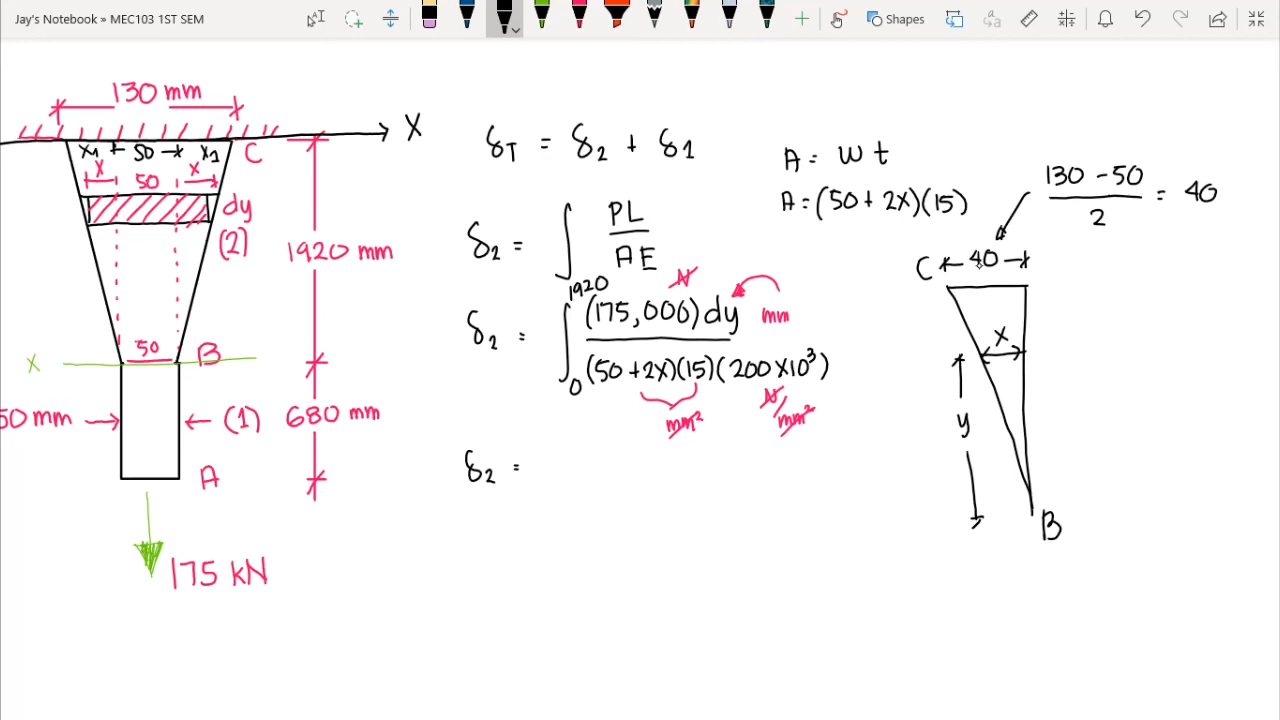 Jay's Notebook » MEC103 1ST SEM
Shapes
130 mm
X
x1 50 x1
C
x 50 x
dy
(2)
1920 mm
50
B
X
50 mm
(1)
680 mm
A
175 kN
δT = δ2 + δ1
δ2 = ∫ PL / AE
δ2 = ∫ 0 1920 (175,000) dy / (50 + 2x)(15)(200 x 10³)
N
mm
mm²
N/mm²
δ2 =
A = wt
A = (50 + 2x)(15)
130 - 50 / 2 = 40
C 40
x
y
B